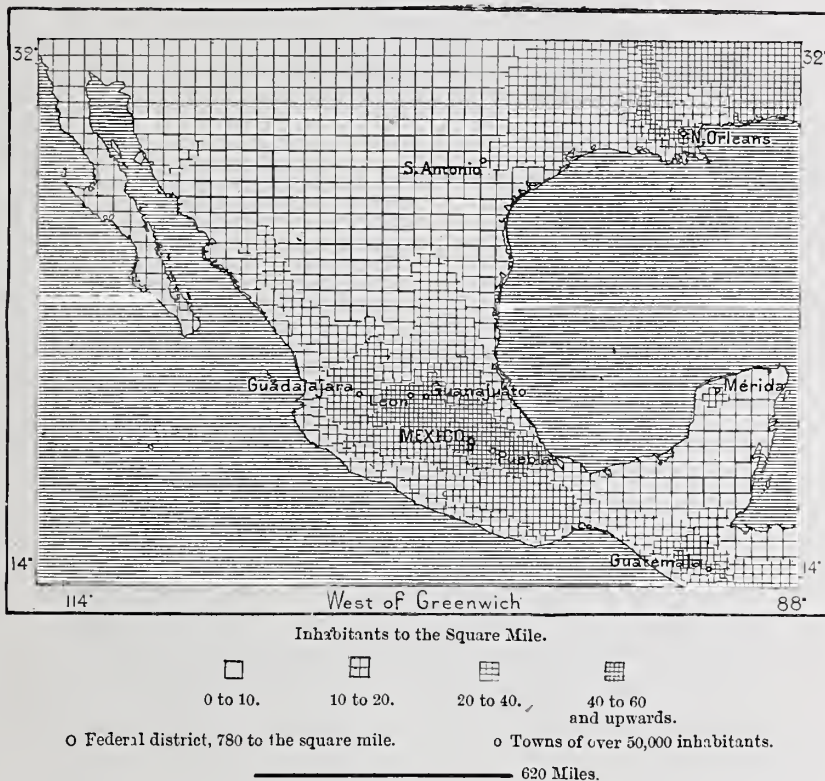 32° 32°
N. Orleans
S. Antonio
Guadalajara
Leon
Guanajuato
Mérida
MEXICO
Puebla
Guatemala
14° 14°
114° West of Greenwich 88°
Inhabitants to the Square Mile.
0 to 10. 10 to 20. 20 to 40. 40 to 60
and upwards.
o Federal district, 780 to the square mile. o Towns of over 50,000 inhabitants.
620 Miles.